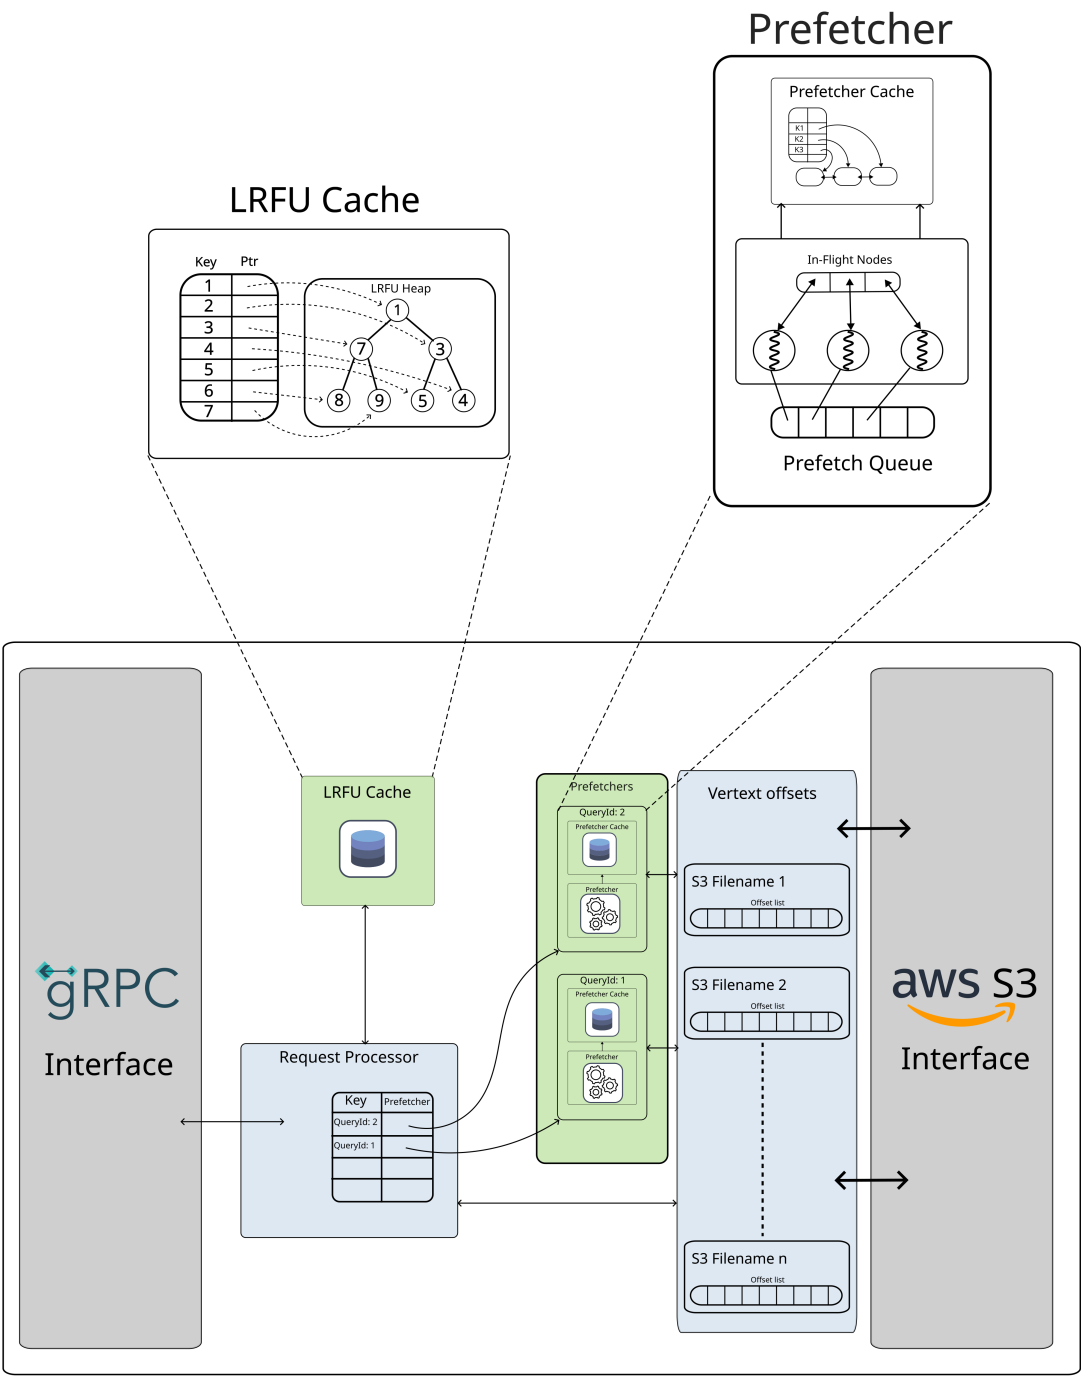 Prefetcher
Prefetcher Cache
K1
K2
K3
In-Flight Nodes
Prefetch Queue
LRFU Cache
Key Ptr
1
2
3
4
5
6
7
LRFU Heap
1
7 3
8 9 5 4
LRFU Cache
Prefetchers
QueryId: 2
Prefetcher Cache
Prefetcher
QueryId: 1
Prefetcher Cache
Prefetcher
Vertext offsets
S3 Filename 1
Offset list
S3 Filename 2
Offset list
S3 Filename n
Offset list
gRPC
Interface
Request Processor
Key Prefetcher
QueryId: 2
QueryId: 1
aws S3
Interface